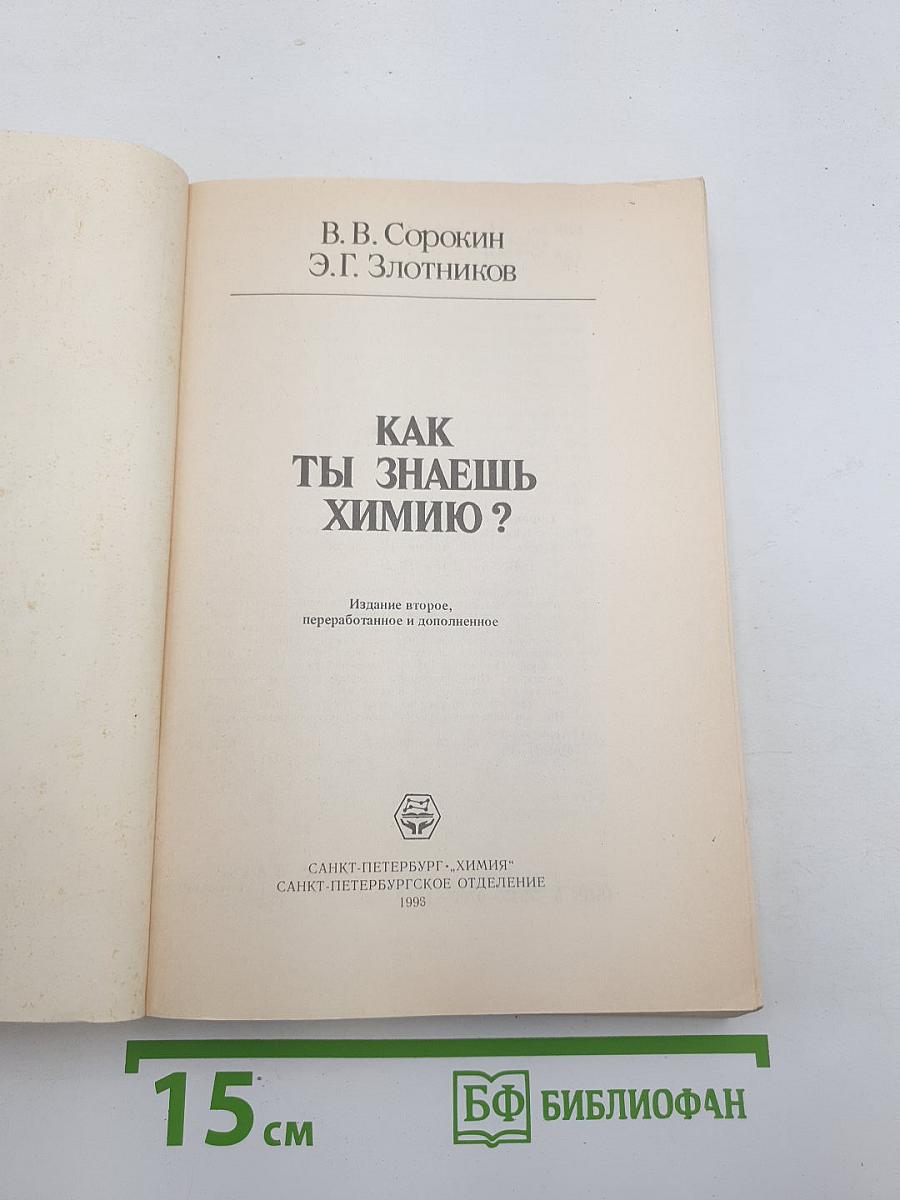 В. В. Сорокин
Э. Г. Злотников
КАК
ТЫ ЗНАЕШЬ
ХИМИЮ?
Издание второе,
переработанное и дополненное
САНКТ-ПЕТЕРБУРГ · „ХИМИЯ“
САНКТ-ПЕТЕРБУРГСКОЕ ОТДЕЛЕНИЕ
15 см
БФ БИБЛИОФАН